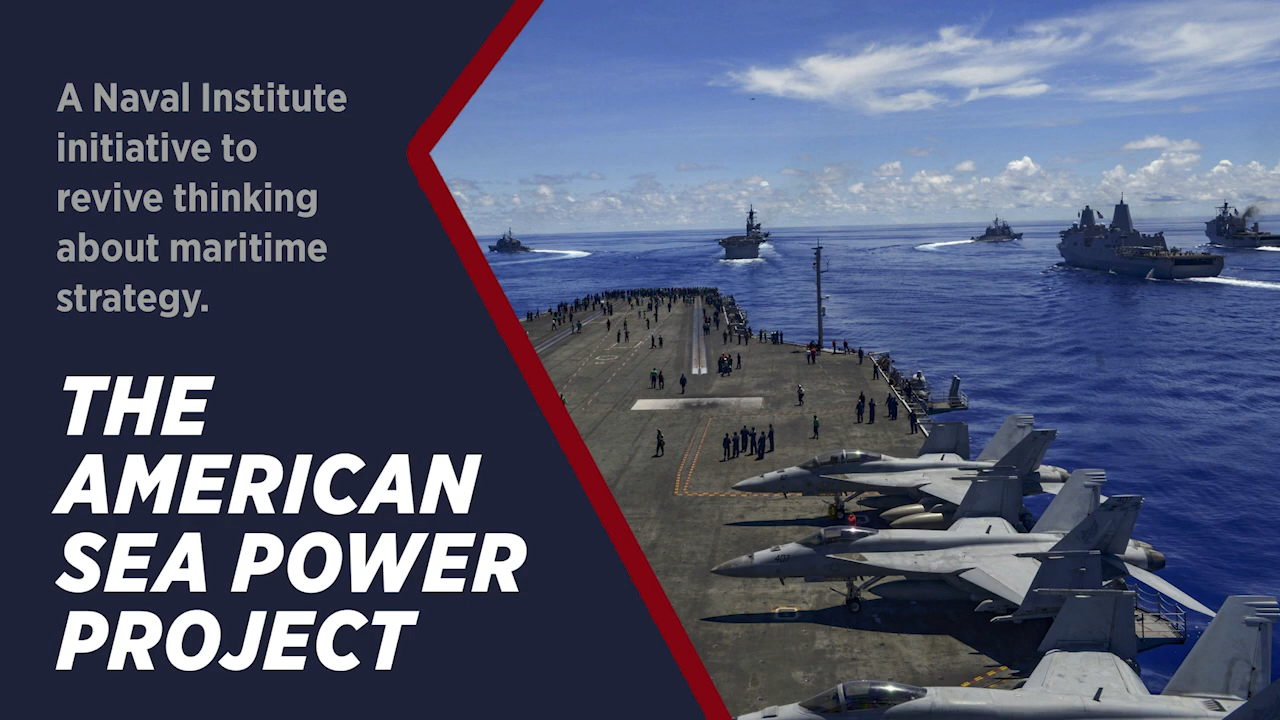 A Naval Institute
initiative to
revive thinking
about maritime
strategy.
THE
AMERICAN
SEA POWER
PROJECT